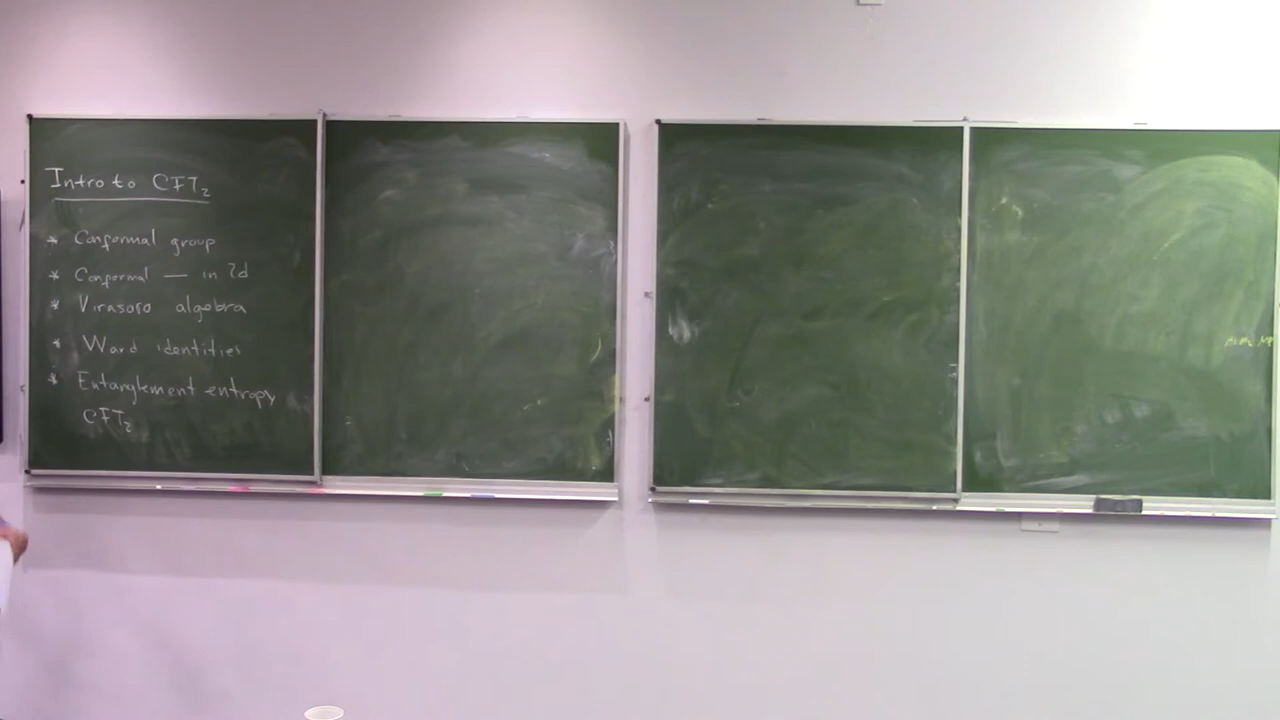 Intro to CFT₂
* Conformal group
* Conformal — in 2d
* Virasoro algebra
* Ward identities
* Entanglement entropy
CFT₂